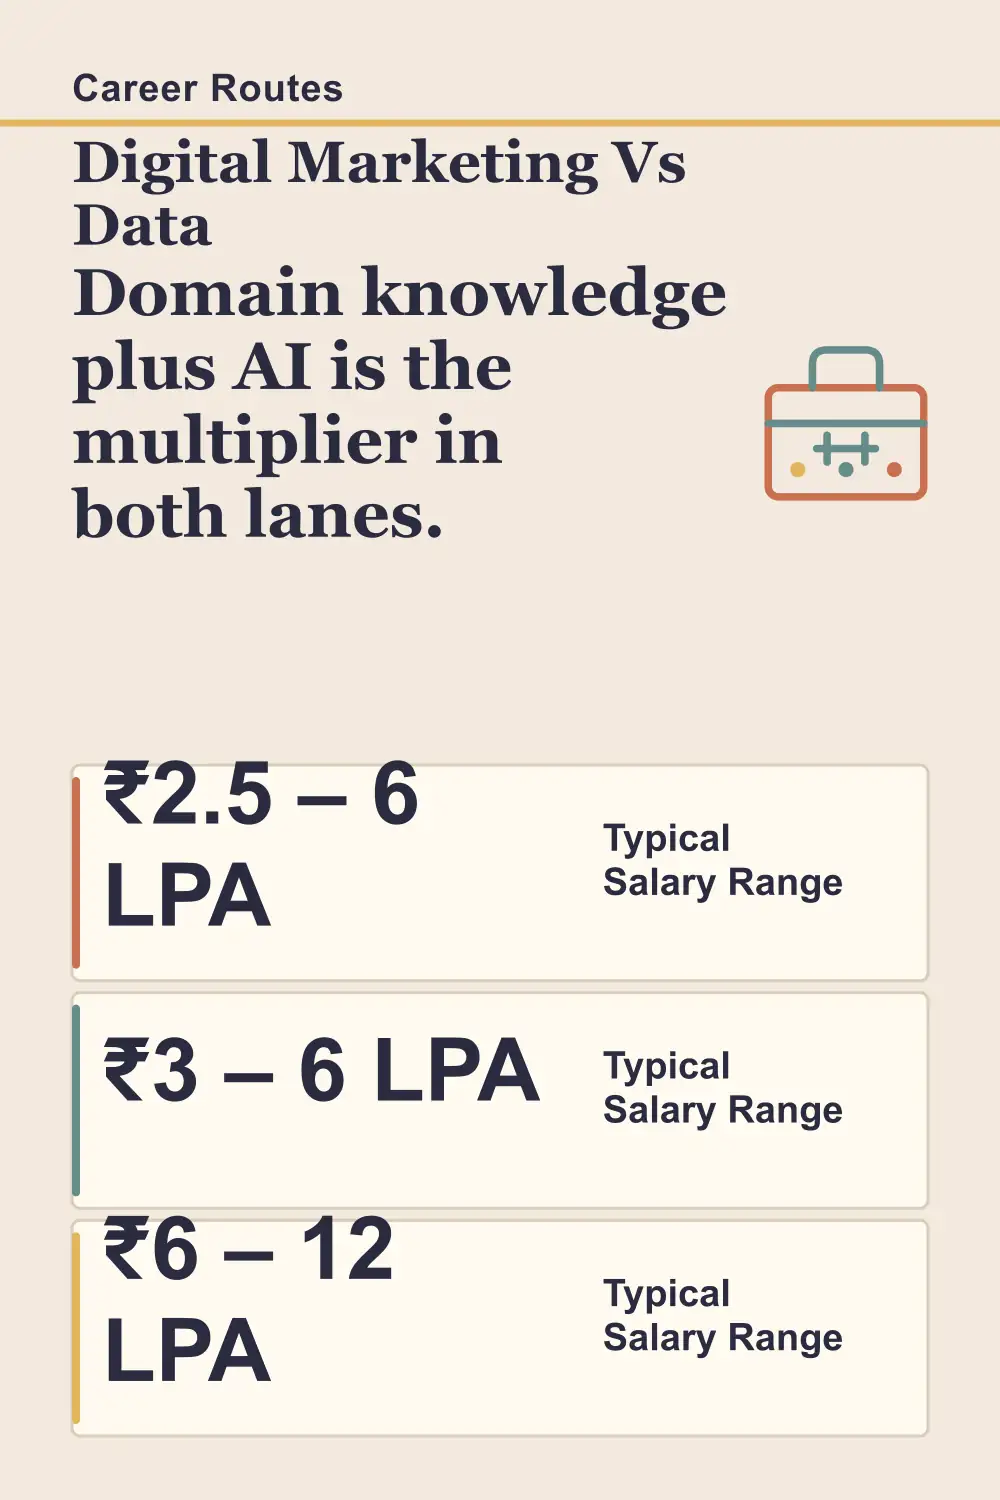 Career Routes
Digital Marketing Vs
Data
Domain knowledge
plus AI is the
multiplier in
both lanes.
₹2.5 – 6
LPA
Typical
Salary Range
₹3 – 6 LPA
Typical
Salary Range
₹6 – 12
LPA
Typical
Salary Range